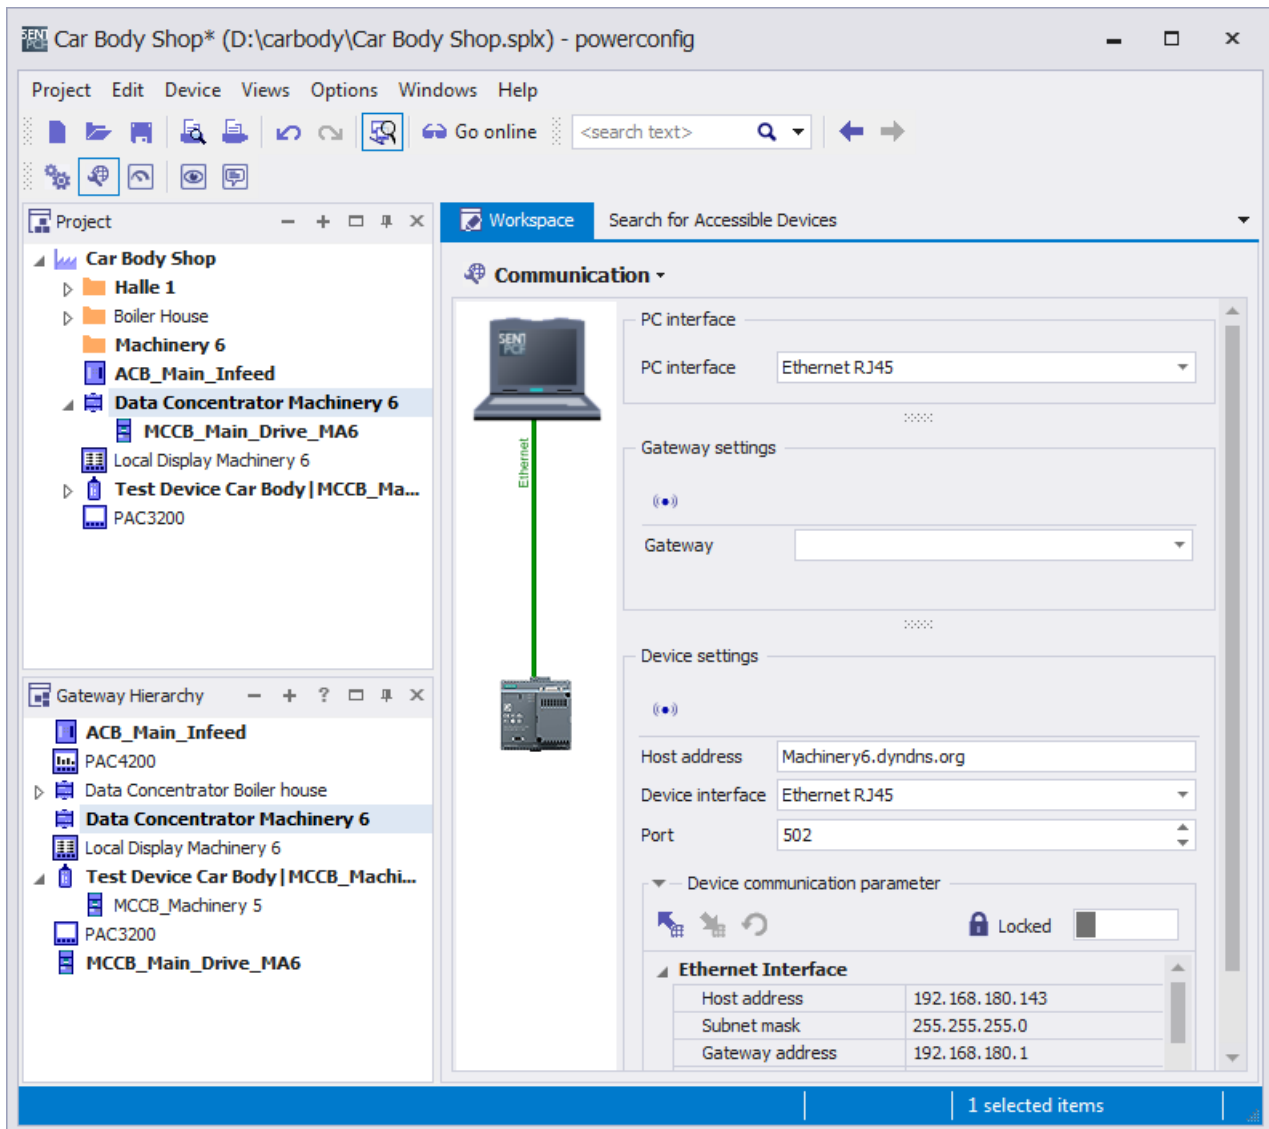 Car Body Shop* (D:\carbody\Car Body Shop.splx) - powerconfig
Project Edit Device Views Options Windows Help
Go online <search text>
Project
Car Body Shop
Halle 1
Boiler House
Machinery 6
ACB_Main_Infeed
Data Concentrator Machinery 6
MCCB_Main_Drive_MA6
Local Display Machinery 6
Test Device Car Body|MCCB_Ma...
PAC3200
Gateway Hierarchy
ACB_Main_Infeed
PAC4200
Data Concentrator Boiler house
Data Concentrator Machinery 6
Local Display Machinery 6
Test Device Car Body|MCCB_Machi...
MCCB_Machinery 5
PAC3200
MCCB_Main_Drive_MA6
Workspace Search for Accessible Devices
Communication
SENT
PCF
Ethernet
PC interface
PC interface Ethernet RJ45
Gateway settings
Gateway
Device settings
Host address Machinery6.dyndns.org
Device interface Ethernet RJ45
Port 502
Device communication parameter
Locked
Ethernet Interface
Host address 192.168.180.143
Subnet mask 255.255.255.0
Gateway address 192.168.180.1
1 selected items